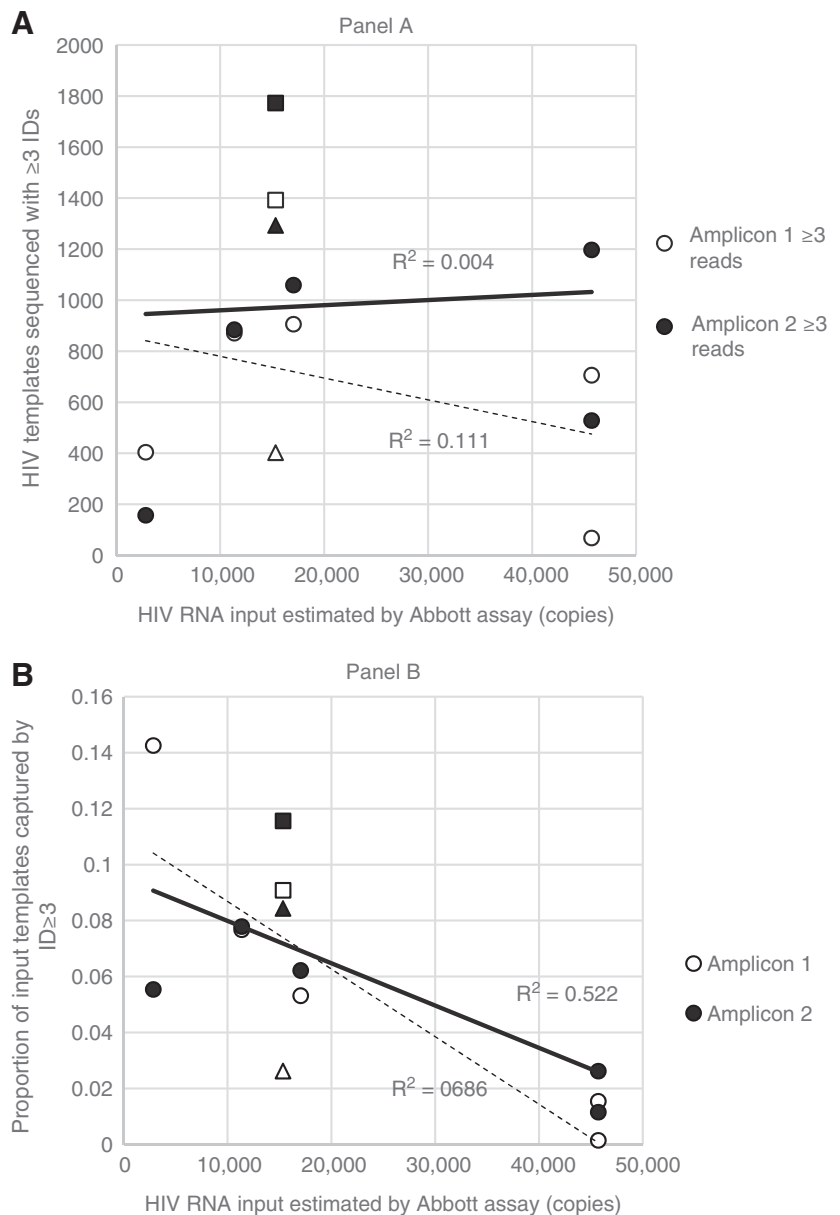 A
Panel A
HIV templates sequenced with ≥3 IDs
2000
1800
1600
1400
1200
1000
800
600
400
200
0
R² = 0.004
R² = 0.111
0 10,000 20,000 30,000 40,000 50,000
HIV RNA input estimated by Abbott assay (copies)
Amplicon 1 ≥3
reads
Amplicon 2 ≥3
reads
B
Panel B
Proportion of input templates captured by
ID≥3
0.16
0.14
0.12
0.1
0.08
0.06
0.04
0.02
0
R² = 0.522
R² = 0686
0 10,000 20,000 30,000 40,000 50,000
HIV RNA input estimated by Abbott assay (copies)
Amplicon 1
Amplicon 2